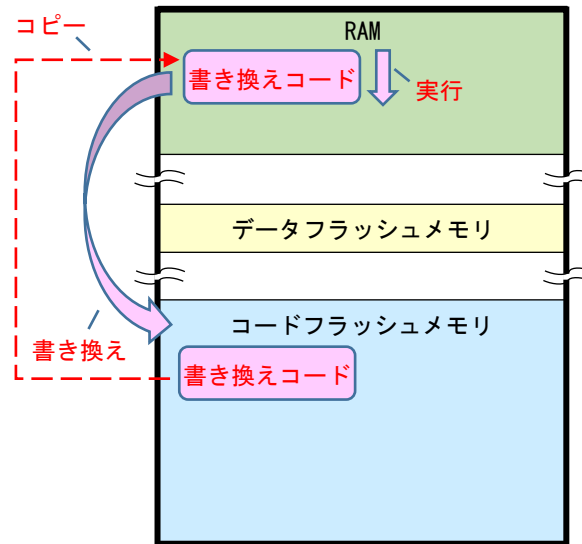 コピー
RAM
書き換えコード
実行
データフラッシュメモリ
コードフラッシュメモリ
書き換え
書き換えコード